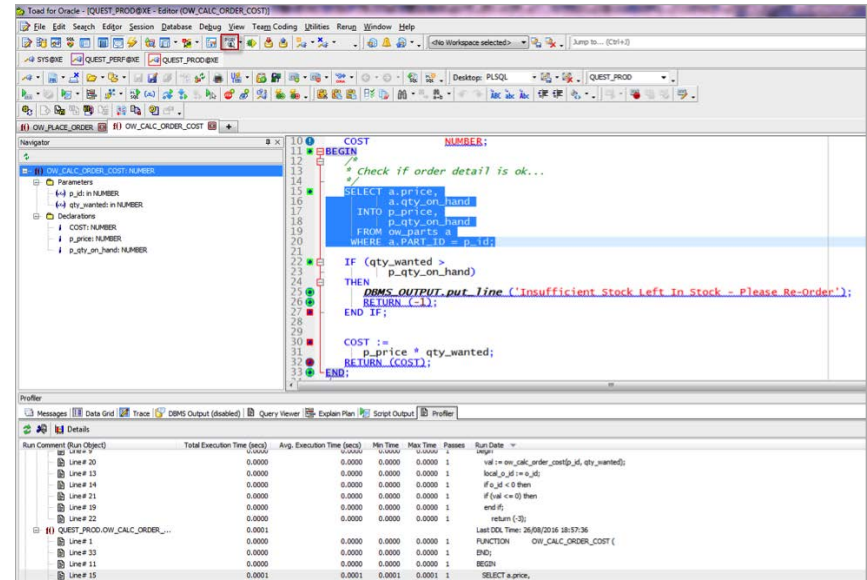 Toad for Oracle - [QUEST_PROD@XE - Editor (OW_CALC_ORDER_COST)]
File Edit Search Editor Session Database Debug View Team Coding Utilities Rerun Window Help
<No Workspace selected> Jump to... (Ctrl+J)
SYS@XE QUEST_PERF@XE QUEST_PROD@XE
Desktop: PLSQL QUEST_PROD
OW_PLACE_ORDER OW_CALC_ORDER_COST
Navigator
OW_CALC_ORDER_COST: NUMBER
Parameters
p_id: in NUMBER
qty_wanted: in NUMBER
Declarations
COST: NUMBER
p_price: NUMBER
p_qty_on_hand: NUMBER
10 COST NUMBER;
11 BEGIN
12 /*
13 * Check if order detail is ok...
14 */
15 SELECT a.price,
16 a.qty_on_hand
17 INTO p_price,
18 p_qty_on_hand
19 FROM ow_parts a
20 WHERE a.PART_ID = p_id;
21
22 IF (qty_wanted >
23 p_qty_on_hand)
24 THEN
25 DBMS_OUTPUT.put_line ('Insufficient Stock Left In Stock - Please Re-Order');
26 RETURN (-1);
27 END IF;
28
29
30 COST :=
31 p_price * qty_wanted;
32 RETURN (COST);
33 END;
Profiler
Messages Data Grid Trace DBMS Output (disabled) Query Viewer Explain Plan Script Output Profiler
Details
Run Comment (Run Object) Total Execution Time (secs) Avg. Execution Time (secs) Min Time Max Time Passes Run Date
Line# 9 0.0000 0.0000 0.0000 0.0000 1 begin
Line# 20 0.0000 0.0000 0.0000 0.0000 1 val := ow_calc_order_cost(p_id, qty_wanted);
Line# 13 0.0000 0.0000 0.0000 0.0000 1 local_o_id := o_id;
Line# 14 0.0000 0.0000 0.0000 0.0000 1 if o_id < 0 then
Line# 21 0.0000 0.0000 0.0000 0.0000 1 if (val <= 0) then
Line# 19 0.0000 0.0000 0.0000 0.0000 1 end if;
Line# 22 0.0000 0.0000 0.0000 0.0000 1 return (-3);
QUEST_PROD.OW_CALC_ORDER_... 0.0001 Last DDL Time: 26/08/2016 18:57:36
Line# 1 0.0000 0.0000 0.0000 0.0000 1 FUNCTION OW_CALC_ORDER_COST (
Line# 33 0.0000 0.0000 0.0000 0.0000 1 END;
Line# 11 0.0000 0.0000 0.0000 0.0000 1 BEGIN
Line# 15 0.0001 0.0001 0.0001 0.0001 1 SELECT a.price,